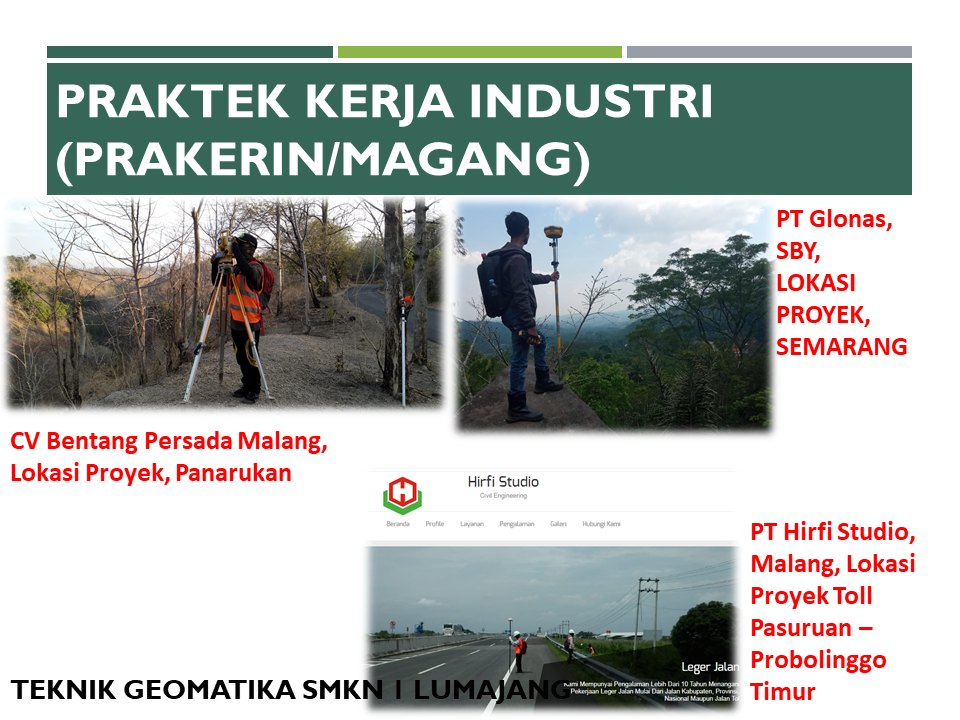 PRAKTEK KERJA INDUSTRI
(PRAKERIN/MAGANG)
PT Glonas,
SBY,
LOKASI
PROYEK,
SEMARANG
CV Bentang Persada Malang,
Lokasi Proyek, Panarukan
Hirfi Studio
Civil Engineering
Beranda Profile Layanan Pengalaman Galeri Hubungi Kami
PT Hirfi Studio,
Malang, Lokasi
Proyek Toll
Pasuruan –
Probolinggo
Timur
Leger Jalan
Kami Mempunyai Pengalaman Lebih Dari 10 Tahun Menangan
Pekerjaan Leger Jalan Mulai Dari Jalan Kabupaten, Provinsi
Nasional Maupun Jalan To
TEKNIK GEOMATIKA SMKN 1 LUMAJANG